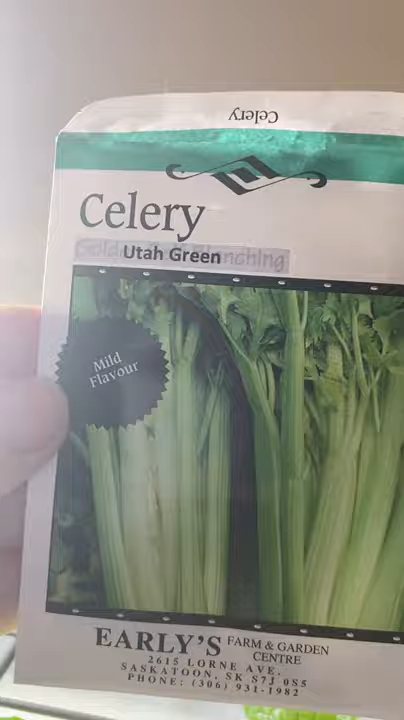 Celery
Celery
Utah Green
Blanching
Mild
Flavour
EARLY'S FARM & GARDEN
CENTRE
2615 LORNE AVE.
SASKATOON, SK S7J 0S5
PHONE: (306) 931-1982